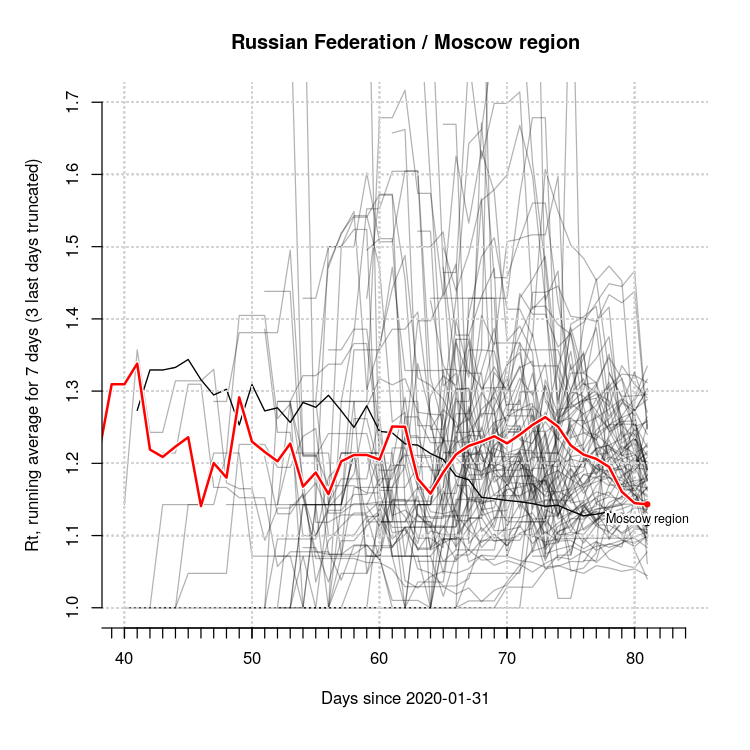 Russian Federation / Moscow region
Rt, running average for 7 days (3 last days truncated)
1.7
1.6
1.5
1.4
1.3
1.2
1.1
1.0
Moscow region
40 50 60 70 80
Days since 2020-01-31